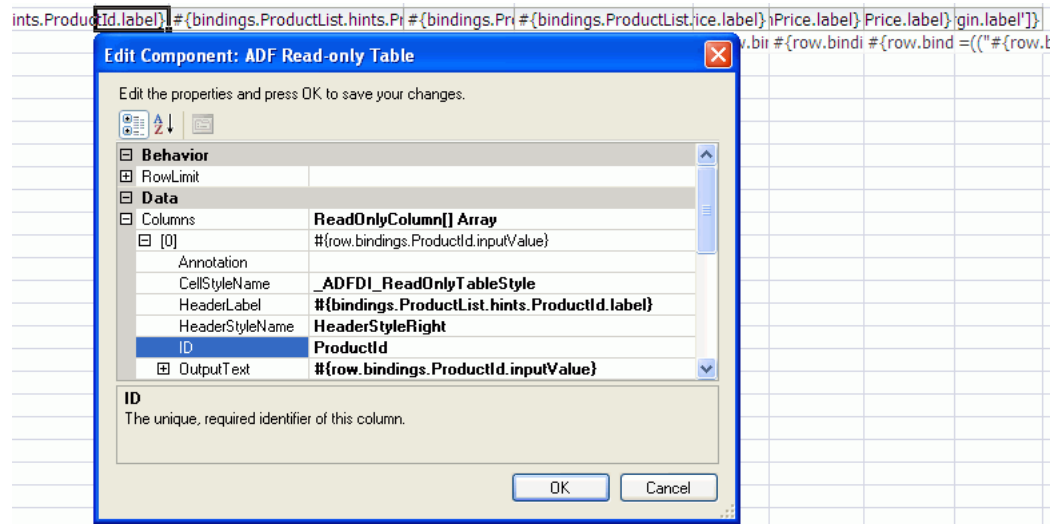 ints.ProductId.label} #{bindings.ProductList.hints.Pr #{bindings.Pr #{bindings.ProductList. ice.label} nPrice.label} Price.label} rgin.label']}
v.bir #{row.bindi #{row.bind =(("#{row.b
Edit Component: ADF Read-only Table
Edit the properties and press OK to save your changes.
Behavior
RowLimit
Data
Columns ReadOnlyColumn[] Array
[0] #{row.bindings.ProductId.inputValue}
Annotation
CellStyleName _ADFDI_ReadOnlyTableStyle
HeaderLabel #{bindings.ProductList.hints.ProductId.label}
HeaderStyleName HeaderStyleRight
ID ProductId
OutputText #{row.bindings.ProductId.inputValue}
ID
The unique, required identifier of this column.
OK Cancel